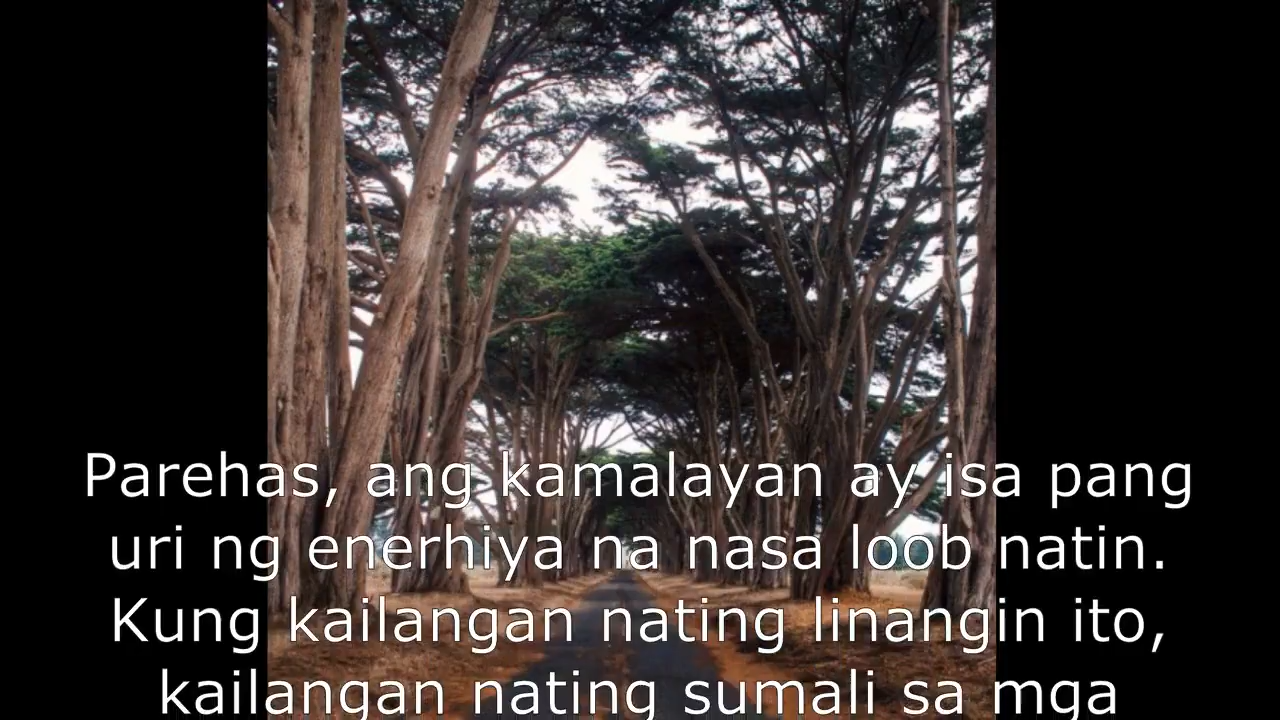 Parehas, ang kamalayan ay isa pang
uri ng enerhiya na nasa loob natin.
Kung kailangan nating linangin ito,
kailangan nating sumali sa mga